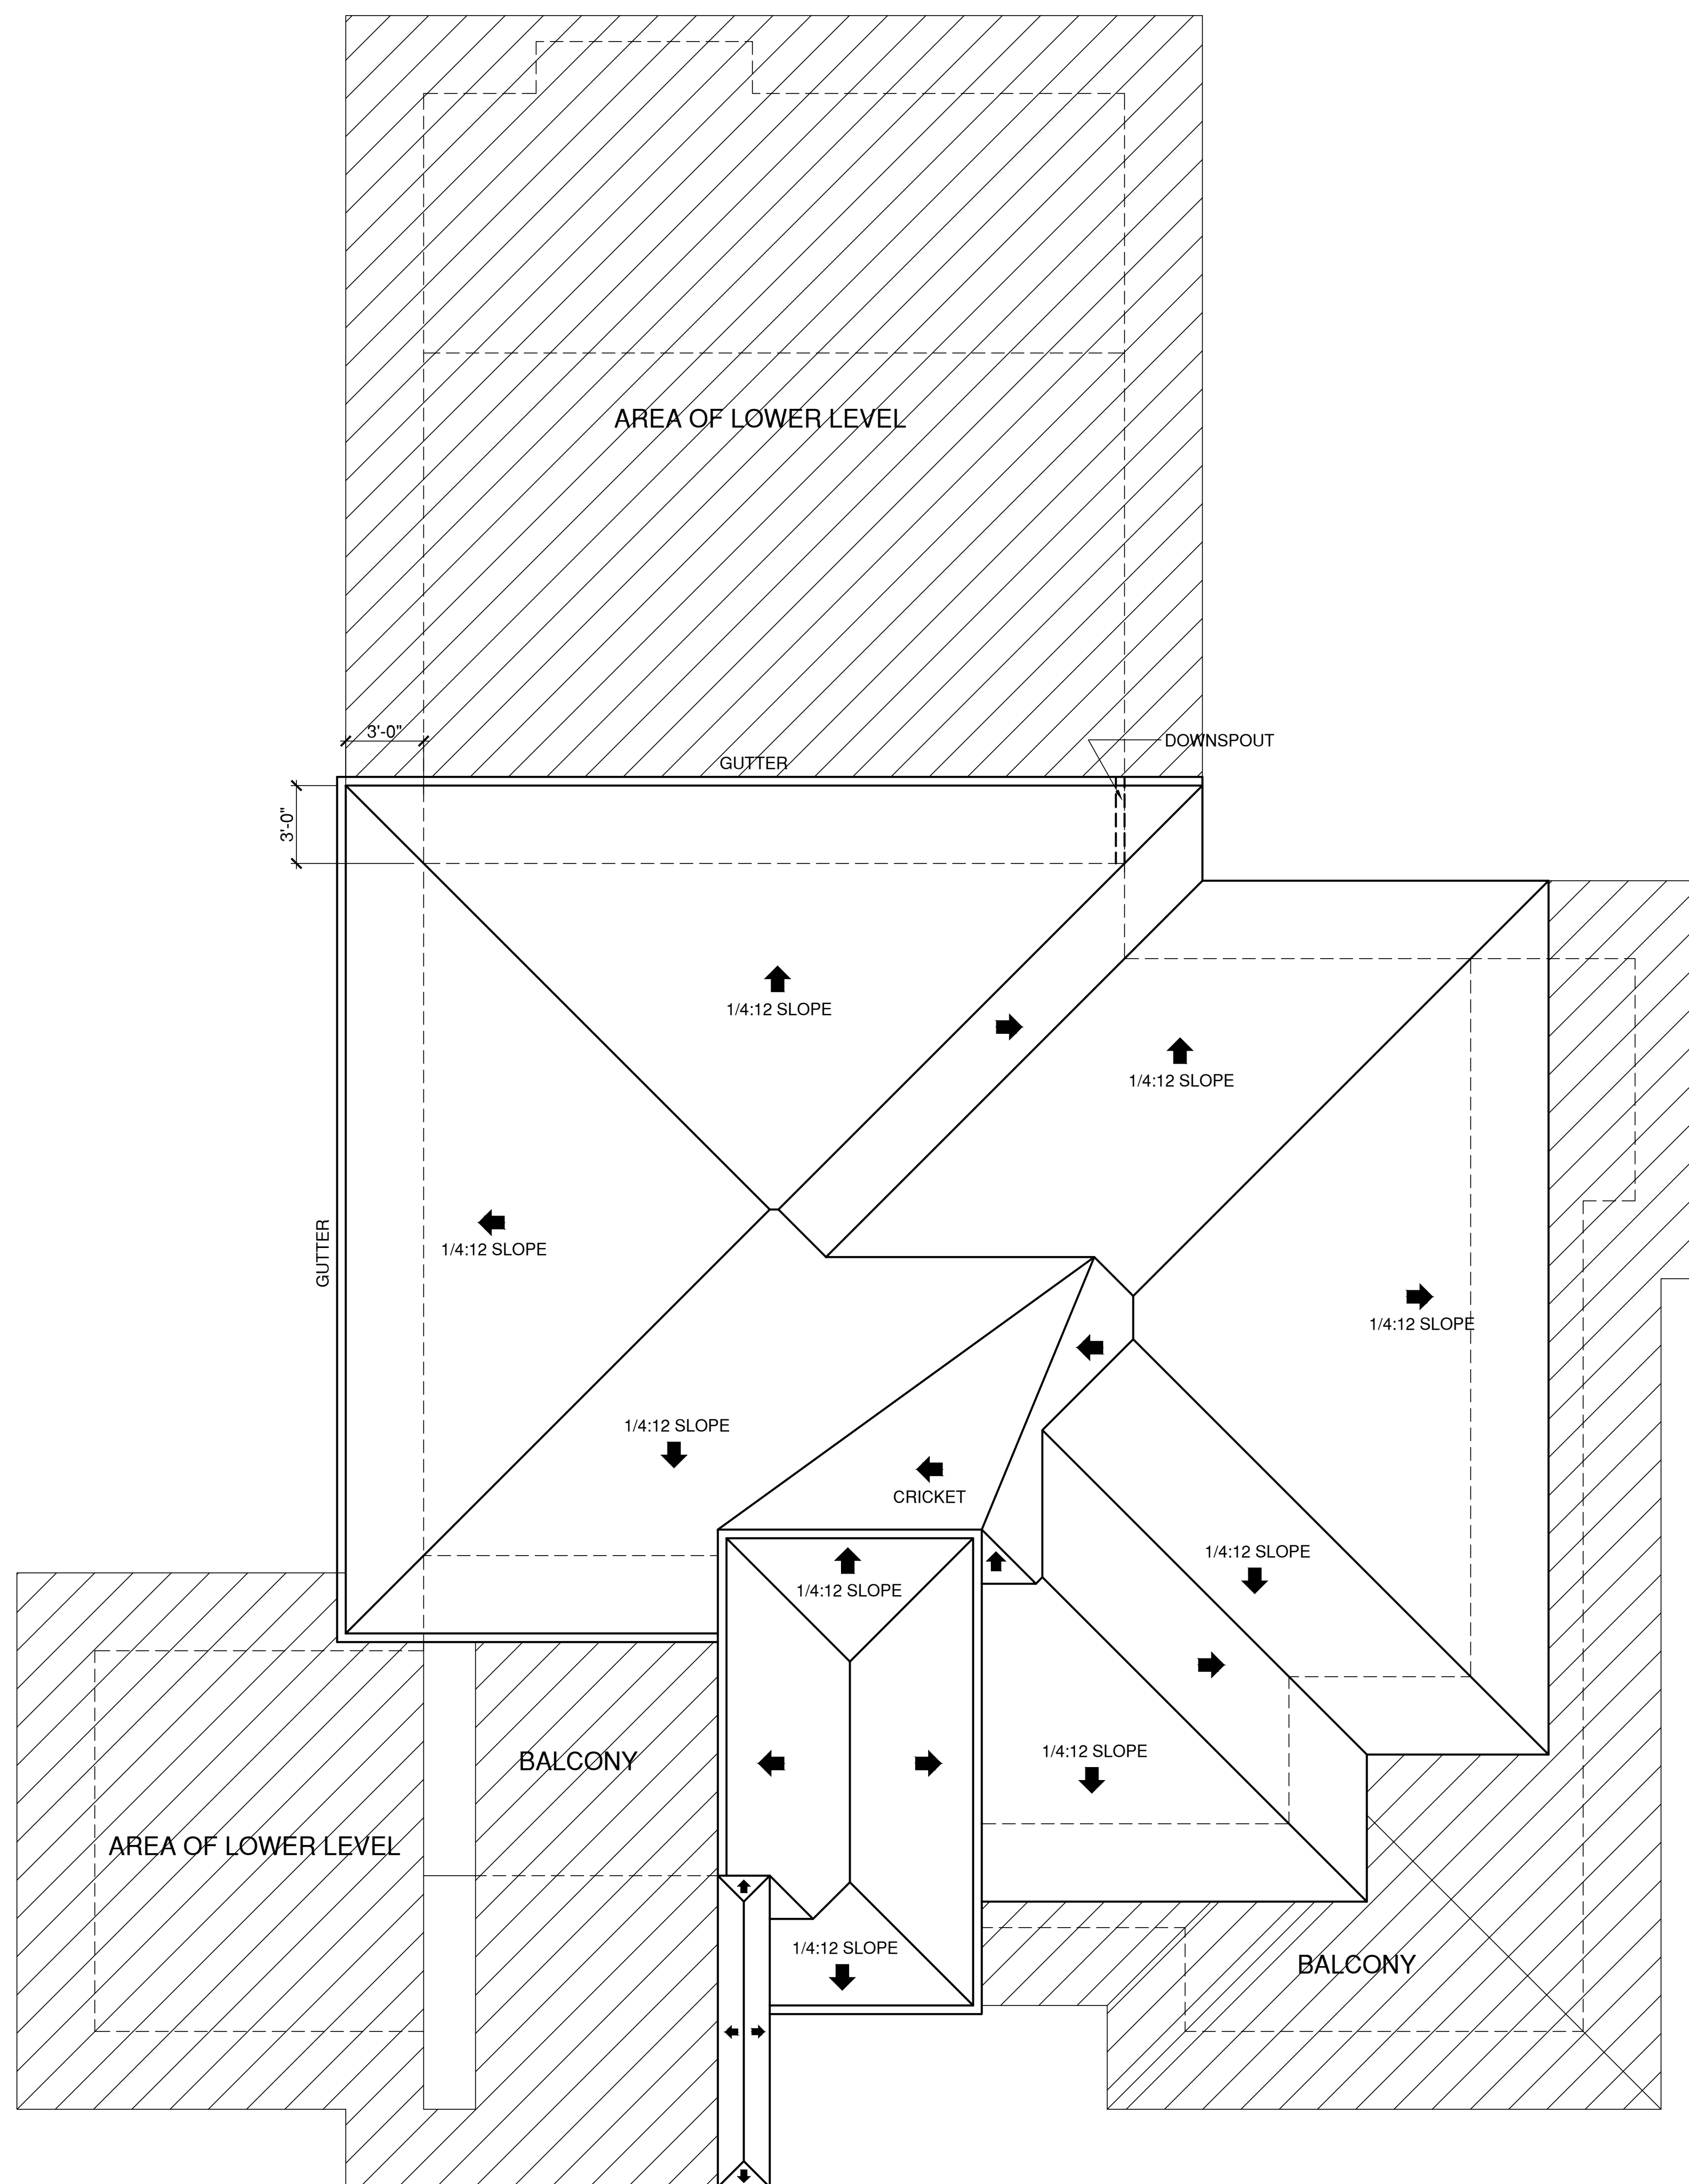 AREA OF LOWER LEVEL
3'-0"
DOWNSPOUT
GUTTER
3'-0"
1/4:12 SLOPE
1/4:12 SLOPE
GUTTER
1/4:12 SLOPE
1/4:12 SLOPE
1/4:12 SLOPE
CRICKET
1/4:12 SLOPE
1/4:12 SLOPE
1/4:12 SLOPE
BALCONY
AREA OF LOWER LEVEL
1/4:12 SLOPE
BALCONY